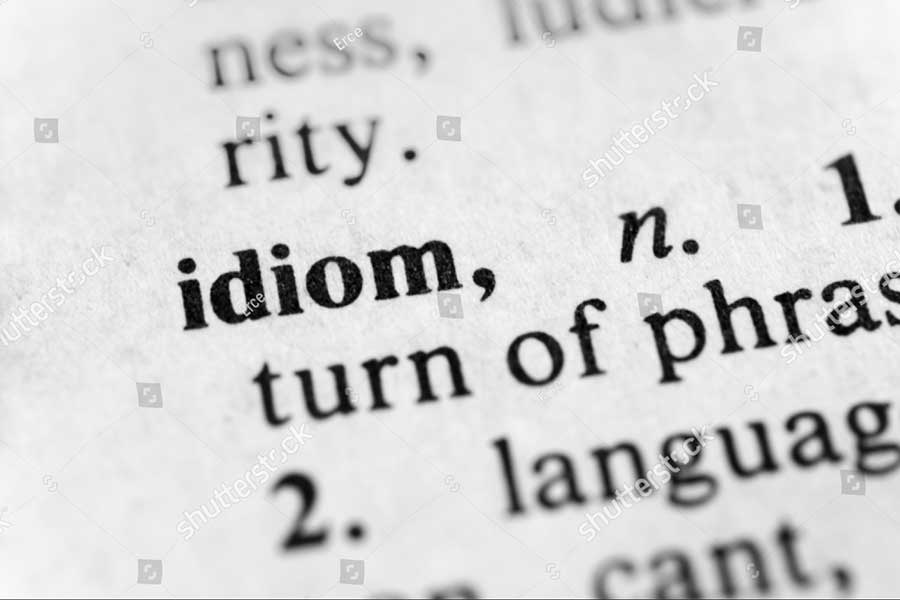 ness,
rity.
idiom, n. 1.
turn of phras
2. languag
cant,